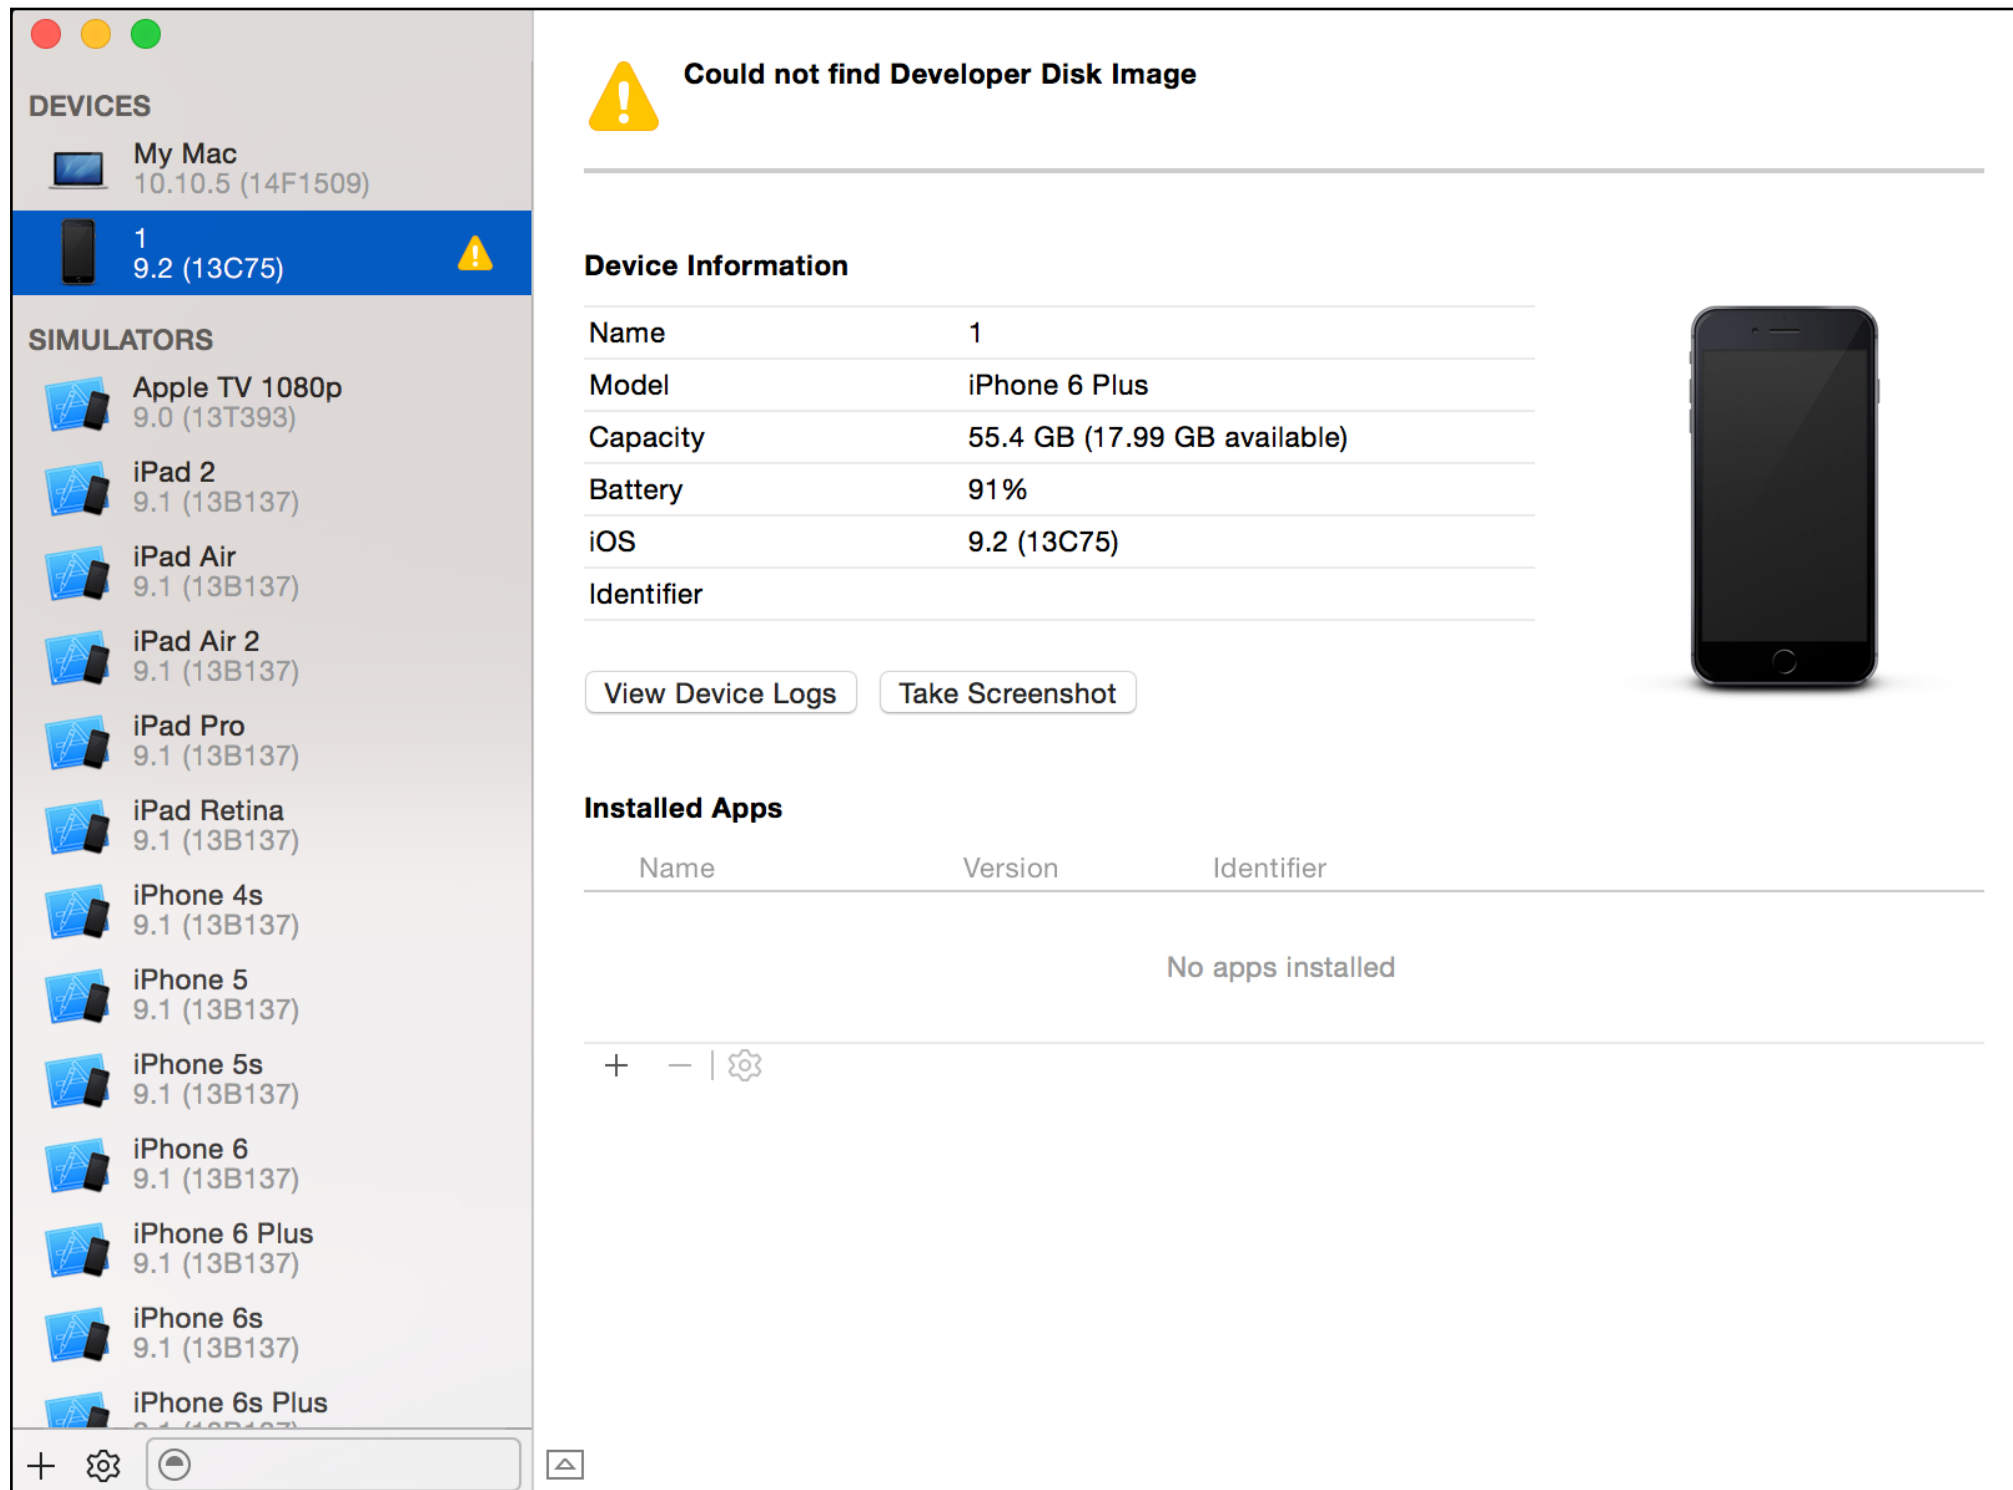 DEVICES
My Mac
10.10.5 (14F1509)
1
9.2 (13C75)
SIMULATORS
Apple TV 1080p
9.0 (13T393)
iPad 2
9.1 (13B137)
iPad Air
9.1 (13B137)
iPad Air 2
9.1 (13B137)
iPad Pro
9.1 (13B137)
iPad Retina
9.1 (13B137)
iPhone 4s
9.1 (13B137)
iPhone 5
9.1 (13B137)
iPhone 5s
9.1 (13B137)
iPhone 6
9.1 (13B137)
iPhone 6 Plus
9.1 (13B137)
iPhone 6s
9.1 (13B137)
iPhone 6s Plus
Could not find Developer Disk Image
Device Information
Name 1
Model iPhone 6 Plus
Capacity 55.4 GB (17.99 GB available)
Battery 91%
iOS 9.2 (13C75)
Identifier
View Device Logs Take Screenshot
Installed Apps
Name Version Identifier
No apps installed